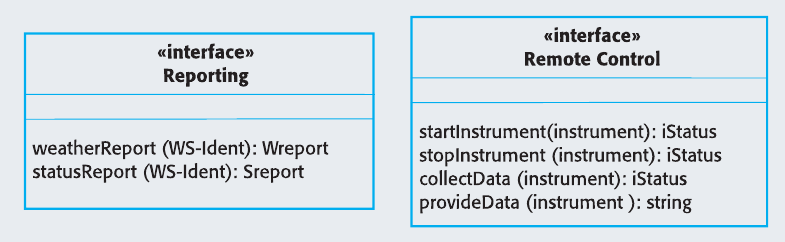 «interface»
Reporting
weatherReport (WS-Ident): Wreport
statusReport (WS-Ident): Sreport
«interface»
Remote Control
startInstrument(instrument): iStatus
stopInstrument (instrument): iStatus
collectData (instrument): iStatus
provideData (instrument ): string